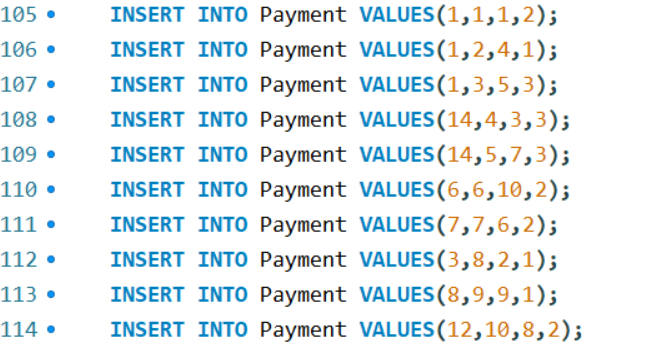 105 • INSERT INTO Payment VALUES(1,1,1,2);
106 • INSERT INTO Payment VALUES(1,2,4,1);
107 • INSERT INTO Payment VALUES(1,3,5,3);
108 • INSERT INTO Payment VALUES(14,4,3,3);
109 • INSERT INTO Payment VALUES(14,5,7,3);
110 • INSERT INTO Payment VALUES(6,6,10,2);
111 • INSERT INTO Payment VALUES(7,7,6,2);
112 • INSERT INTO Payment VALUES(3,8,2,1);
113 • INSERT INTO Payment VALUES(8,9,9,1);
114 • INSERT INTO Payment VALUES(12,10,8,2);